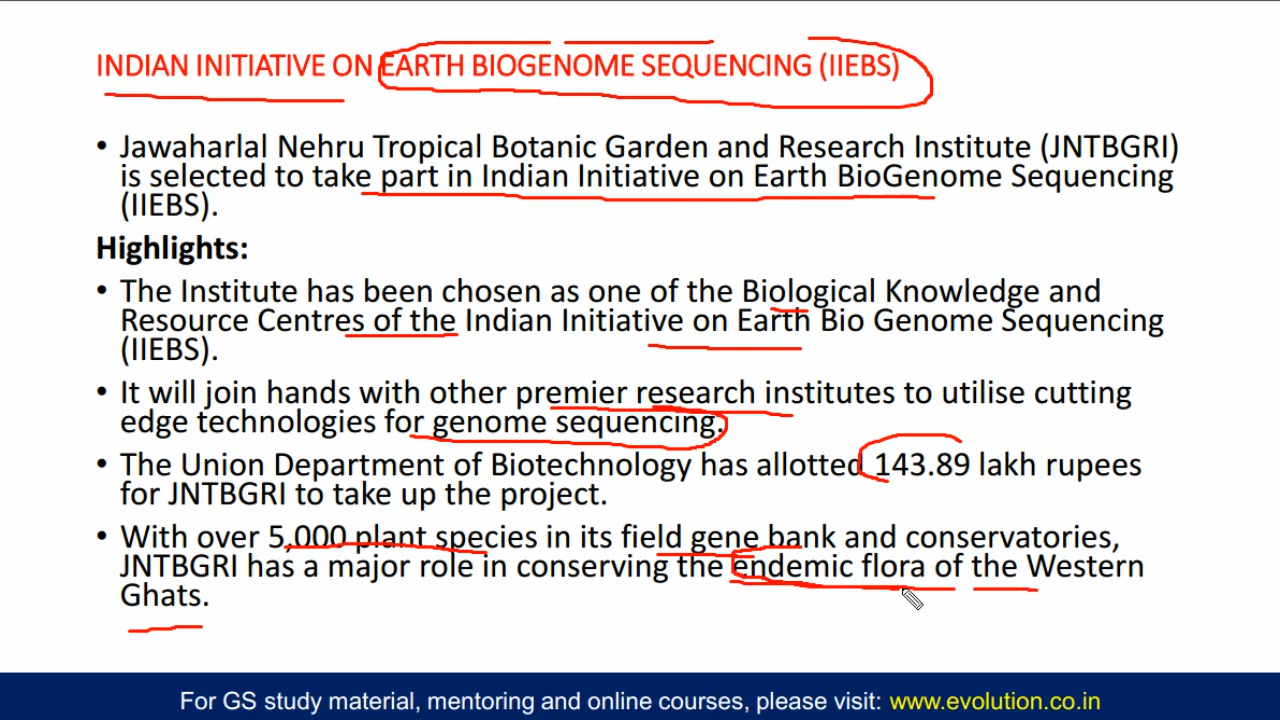 INDIAN INITIATIVE ON EARTH BIOGENOME SEQUENCING (IIEBS)
• Jawaharlal Nehru Tropical Botanic Garden and Research Institute (JNTBGRI)
is selected to take part in Indian Initiative on Earth BioGenome Sequencing
(IIEBS).
Highlights:
• The Institute has been chosen as one of the Biological Knowledge and
Resource Centres of the Indian Initiative on Earth Bio Genome Sequencing
(IIEBS).
• It will join hands with other premier research institutes to utilise cutting
edge technologies for genome sequencing.
• The Union Department of Biotechnology has allotted 143.89 lakh rupees
for JNTBGRI to take up the project.
• With over 5,000 plant species in its field gene bank and conservatories,
JNTBGRI has a major role in conserving the endemic flora of the Western
Ghats.
For GS study material, mentoring and online courses, please visit: www.evolution.co.in